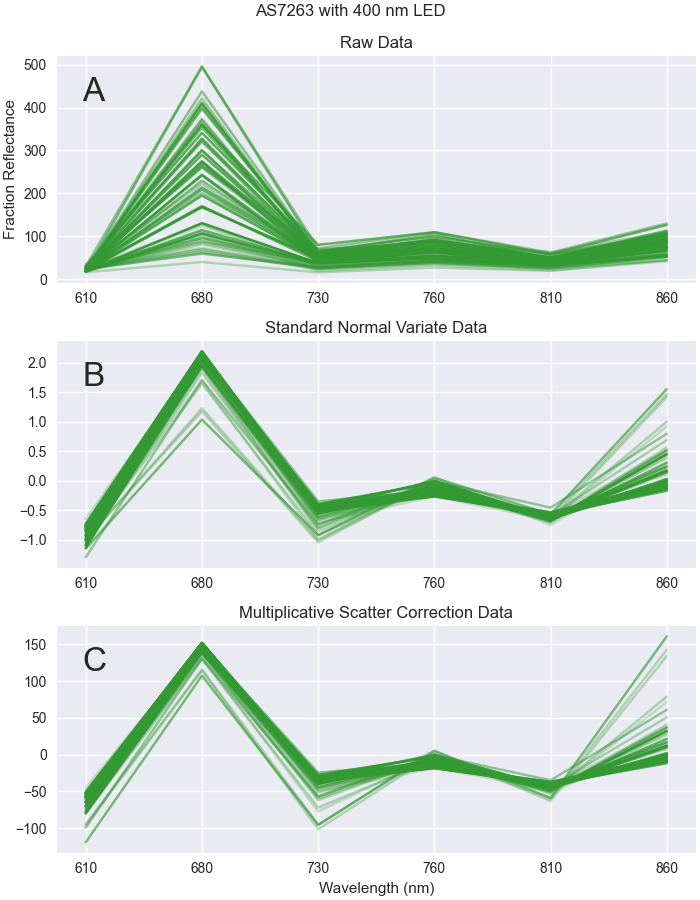 AS7263 with 400 nm LED
Raw Data
A
Fraction Reflectance
500
400
300
200
100
0
610 680 730 760 810 860
Standard Normal Variate Data
B
2.0
1.5
1.0
0.5
0.0
−0.5
−1.0
610 680 730 760 810 860
Multiplicative Scatter Correction Data
C
150
100
50
0
−50
−100
610 680 730 760 810 860
Wavelength (nm)